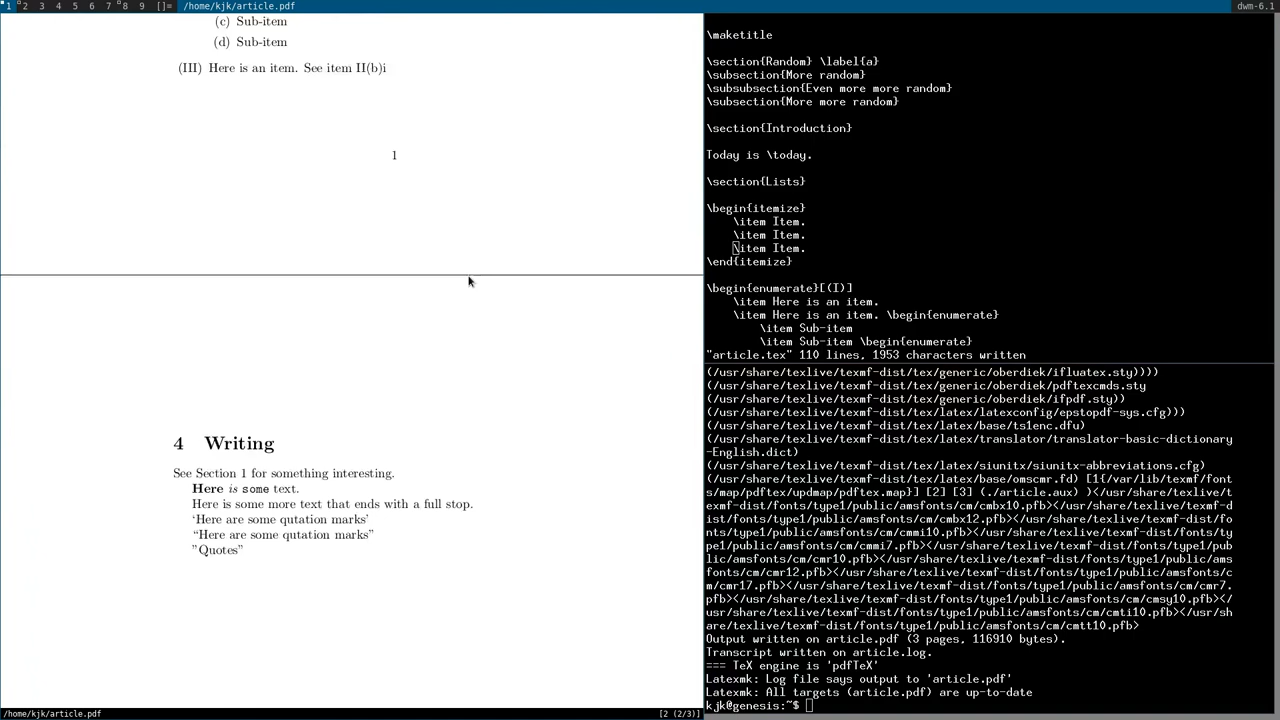 1 2 3 4 5 6 7 8 9 []= /home/kjk/article.pdf dwm-6.1
(c) Sub-item
(d) Sub-item
(III) Here is an item. See item II(b)i
1
4 Writing
See Section 1 for something interesting.
Here is some text.
Here is some more text that ends with a full stop.
‘Here are some qutation marks’
“Here are some qutation marks”
”Quotes”
/home/kjk/article.pdf [2 (2/3)]
\maketitle
\section{Random} \label{a}
\subsection{More random}
\subsubsection{Even more more random}
\subsection{More more random}
\section{Introduction}
Today is \today.
\section{Lists}
\begin{itemize}
\item Item.
\item Item.
\item Item.
\end{itemize}
\begin{enumerate}[(I)]
\item Here is an item.
\item Here is an item. \begin{enumerate}
\item Sub-item
\item Sub-item \begin{enumerate}
"article.tex" 110 lines, 1953 characters written
(/usr/share/texlive/texmf-dist/tex/generic/oberdiek/ifluatex.sty))))
(/usr/share/texlive/texmf-dist/tex/generic/oberdiek/pdftexcmds.sty
(/usr/share/texlive/texmf-dist/tex/generic/oberdiek/ifpdf.sty))
(/usr/share/texlive/texmf-dist/tex/latex/latexconfig/epstopdf-sys.cfg)))
(/usr/share/texlive/texmf-dist/tex/latex/base/ts1enc.dfu)
(/usr/share/texlive/texmf-dist/tex/latex/translator/translator-basic-dictionary
-English.dict)
(/usr/share/texlive/texmf-dist/tex/latex/siunitx/siunitx-abbreviations.cfg)
(/usr/share/texlive/texmf-dist/tex/latex/base/omscmr.fd) [1{/var/lib/texmf/font
s/map/pdftex/updmap/pdftex.map}] [2] [3] (./article.aux) )</usr/share/texlive/t
exmf-dist/fonts/type1/public/amsfonts/cm/cmbx10.pfb></usr/share/texlive/texmf-d
ist/fonts/type1/public/amsfonts/cm/cmbx12.pfb></usr/share/texlive/texmf-dist/fo
nts/type1/public/amsfonts/cm/cmmi10.pfb></usr/share/texlive/texmf-dist/fonts/ty
pe1/public/amsfonts/cm/cmmi7.pfb></usr/share/texlive/texmf-dist/fonts/type1/pub
lic/amsfonts/cm/cmr10.pfb></usr/share/texlive/texmf-dist/fonts/type1/public/ams
fonts/cm/cmr12.pfb></usr/share/texlive/texmf-dist/fonts/type1/public/amsfonts/c
m/cmr17.pfb></usr/share/texlive/texmf-dist/fonts/type1/public/amsfonts/cm/cmr7.
pfb></usr/share/texlive/texmf-dist/fonts/type1/public/amsfonts/cm/cmsy10.pfb></
usr/share/texlive/texmf-dist/fonts/type1/public/amsfonts/cm/cmti10.pfb></usr/sh
are/texlive/texmf-dist/fonts/type1/public/amsfonts/cm/cmtt10.pfb>
Output written on article.pdf (3 pages, 116910 bytes).
Transcript written on article.log.
=== TeX engine is 'pdfTeX'
Latexmk: Log file says output to 'article.pdf'
Latexmk: All targets (article.pdf) are up-to-date
kjk@genesis:~$